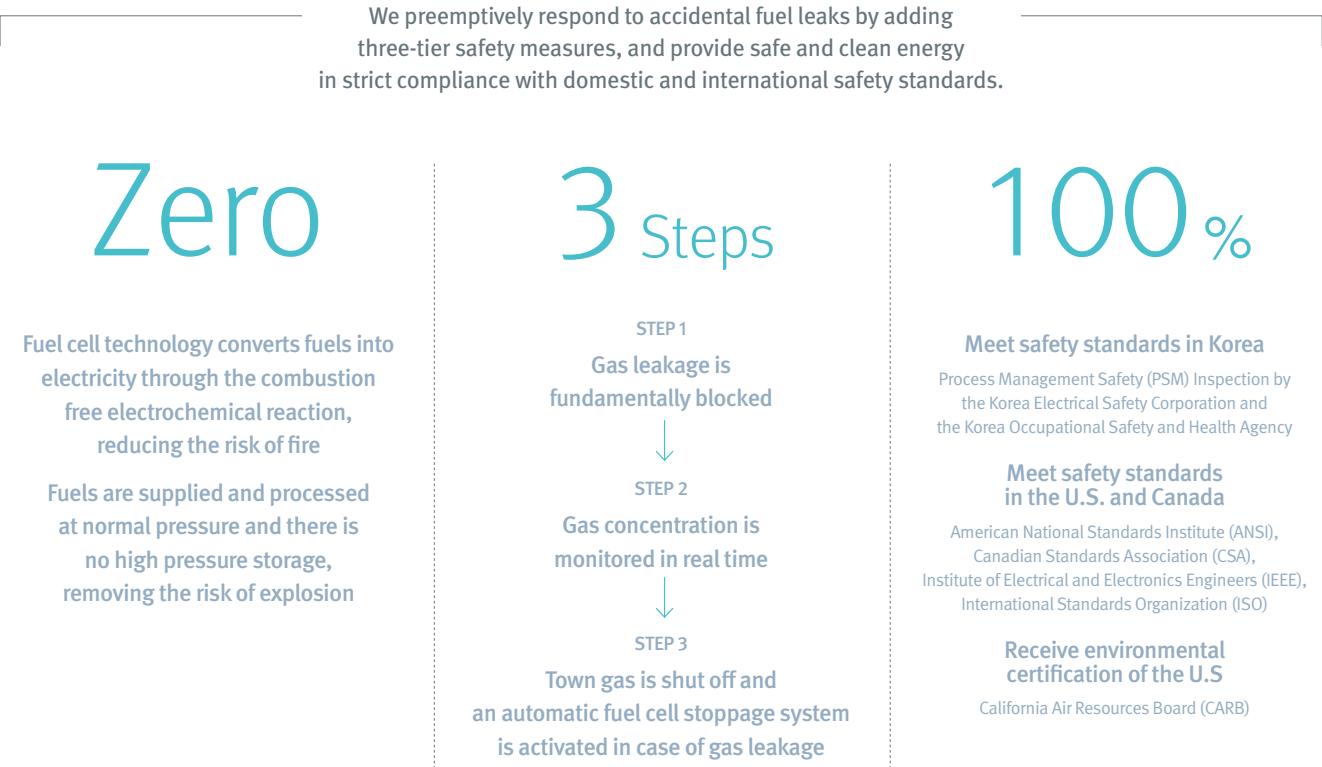 We preemptively respond to accidental fuel leaks by adding
three-tier safety measures, and provide safe and clean energy
in strict compliance with domestic and international safety standards.
Zero
Fuel cell technology converts fuels into
electricity through the combustion
free electrochemical reaction,
reducing the risk of fire
Fuels are supplied and processed
at normal pressure and there is
no high pressure storage,
removing the risk of explosion
3 Steps
STEP 1
Gas leakage is
fundamentally blocked
STEP 2
Gas concentration is
monitored in real time
STEP 3
Town gas is shut off and
an automatic fuel cell stoppage system
is activated in case of gas leakage
100 %
Meet safety standards in Korea
Process Management Safety (PSM) Inspection by
the Korea Electrical Safety Corporation and
the Korea Occupational Safety and Health Agency
Meet safety standards
in the U.S. and Canada
American National Standards Institute (ANSI),
Canadian Standards Association (CSA),
Institute of Electrical and Electronics Engineers (IEEE),
International Standards Organization (ISO)
Receive environmental
certification of the U.S
California Air Resources Board (CARB)